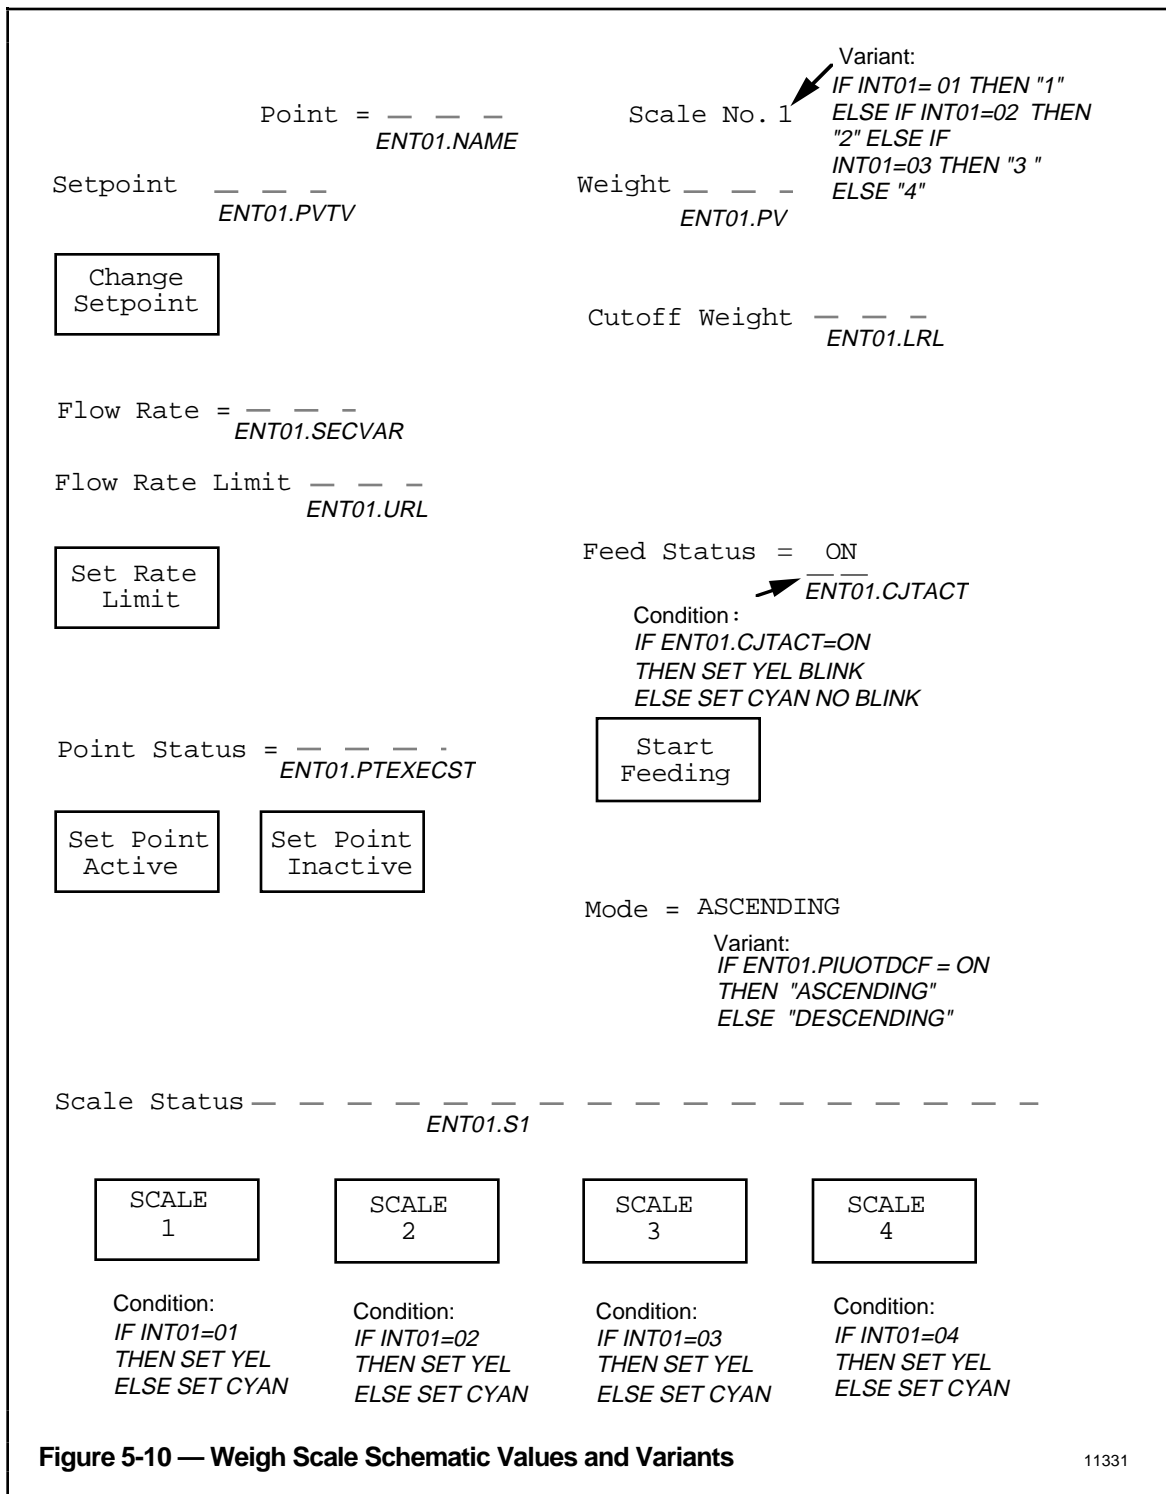 Variant:
IF INT01= 01 THEN "1"
Point = Scale No. 1 ELSE IF INT01=02 THEN
ENT01.NAME "2" ELSE IF
INT01=03 THEN "3 "
Setpoint Weight ELSE "4"
ENT01.PVTV ENT01.PV
Change
Setpoint
Cutoff Weight
ENT01.LRL
Flow Rate =
ENT01.SECVAR
Flow Rate Limit
ENT01.URL
Feed Status = ON
Set Rate
Limit
ENT01.CJTACT
Condition:
IF ENT01.CJTACT=ON
THEN SET YEL BLINK
ELSE SET CYAN NO BLINK
Point Status =
ENT01.PTEXECST
Start
Feeding
Set Point
Active
Set Point
Inactive
Mode = ASCENDING
Variant:
IF ENT01.PIUOTDCF = ON
THEN "ASCENDING"
ELSE "DESCENDING"
Scale Status
ENT01.S1
SCALE
1
SCALE
2
SCALE
3
SCALE
4
Condition:
IF INT01=01
THEN SET YEL
ELSE SET CYAN
Condition:
IF INT01=02
THEN SET YEL
ELSE SET CYAN
Condition:
IF INT01=03
THEN SET YEL
ELSE SET CYAN
Condition:
IF INT01=04
THEN SET YEL
ELSE SET CYAN
Figure 5-10 — Weigh Scale Schematic Values and Variants 11331